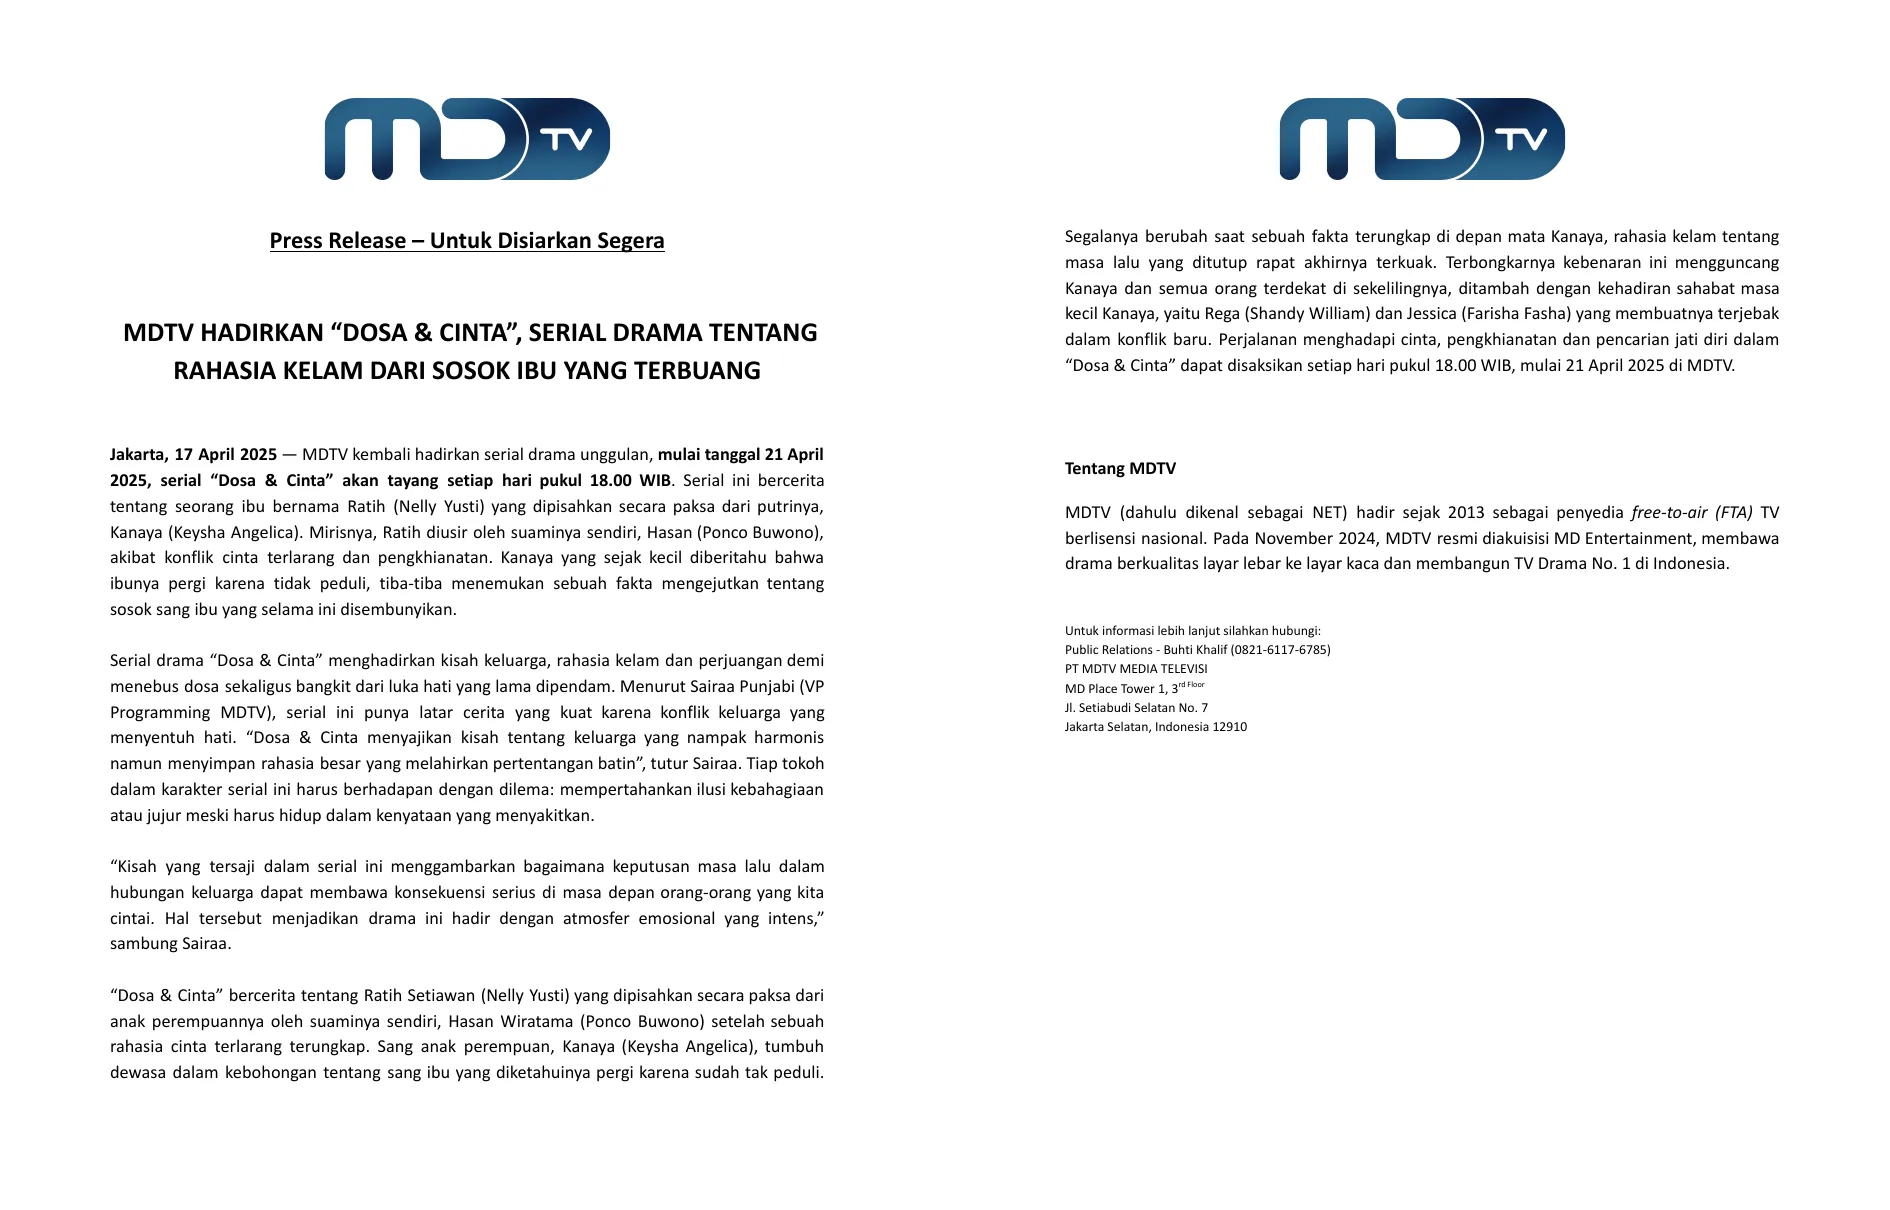 MD TV
Press Release – Untuk Disiarkan Segera
MDTV HADIRKAN “DOSA & CINTA”, SERIAL DRAMA TENTANG
RAHASIA KELAM DARI SOSOK IBU YANG TERBUANG
Jakarta, 17 April 2025 — MDTV kembali hadirkan serial drama unggulan, mulai tanggal 21 April
2025, serial “Dosa & Cinta” akan tayang setiap hari pukul 18.00 WIB. Serial ini bercerita
tentang seorang ibu bernama Ratih (Nelly Yusti) yang dipisahkan secara paksa dari putrinya,
Kanaya (Keysha Angelica). Mirisnya, Ratih diusir oleh suaminya sendiri, Hasan (Ponco Buwono),
akibat konflik cinta terlarang dan pengkhianatan. Kanaya yang sejak kecil diberitahu bahwa
ibunya pergi karena tidak peduli, tiba-tiba menemukan sebuah fakta mengejutkan tentang
sosok sang ibu yang selama ini disembunyikan.
Serial drama “Dosa & Cinta” menghadirkan kisah keluarga, rahasia kelam dan perjuangan demi
menebus dosa sekaligus bangkit dari luka hati yang lama dipendam. Menurut Sairaa Punjabi (VP
Programming MDTV), serial ini punya latar cerita yang kuat karena konflik keluarga yang
menyentuh hati. “Dosa & Cinta menyajikan kisah tentang keluarga yang nampak harmonis
namun menyimpan rahasia besar yang melahirkan pertentangan batin”, tutur Sairaa. Tiap tokoh
dalam karakter serial ini harus berhadapan dengan dilema: mempertahankan ilusi kebahagiaan
atau jujur meski harus hidup dalam kenyataan yang menyakitkan.
“Kisah yang tersaji dalam serial ini menggambarkan bagaimana keputusan masa lalu dalam
hubungan keluarga dapat membawa konsekuensi serius di masa depan orang-orang yang kita
cintai. Hal tersebut menjadikan drama ini hadir dengan atmosfer emosional yang intens,”
sambung Sairaa.
“Dosa & Cinta” bercerita tentang Ratih Setiawan (Nelly Yusti) yang dipisahkan secara paksa dari
anak perempuannya oleh suaminya sendiri, Hasan Wiratama (Ponco Buwono) setelah sebuah
rahasia cinta terlarang terungkap. Sang anak perempuan, Kanaya (Keysha Angelica), tumbuh
dewasa dalam kebohongan tentang sang ibu yang diketahuinya pergi karena sudah tak peduli.
MD TV
Segalanya berubah saat sebuah fakta terungkap di depan mata Kanaya, rahasia kelam tentang
masa lalu yang ditutup rapat akhirnya terkuak. Terbongkarnya kebenaran ini mengguncang
Kanaya dan semua orang terdekat di sekelilingnya, ditambah dengan kehadiran sahabat masa
kecil Kanaya, yaitu Rega (Shandy William) dan Jessica (Farisha Fasha) yang membuatnya terjebak
dalam konflik baru. Perjalanan menghadapi cinta, pengkhianatan dan pencarian jati diri dalam
“Dosa & Cinta” dapat disaksikan setiap hari pukul 18.00 WIB, mulai 21 April 2025 di MDTV.
Tentang MDTV
MDTV (dahulu dikenal sebagai NET) hadir sejak 2013 sebagai penyedia free-to-air (FTA) TV
berlisensi nasional. Pada November 2024, MDTV resmi diakuisisi MD Entertainment, membawa
drama berkualitas layar lebar ke layar kaca dan membangun TV Drama No. 1 di Indonesia.
Untuk informasi lebih lanjut silahkan hubungi:
Public Relations - Buhti Khalif (0821-6117-6785)
PT MDTV MEDIA TELEVISI
MD Place Tower 1, 3rd Floor
Jl. Setiabudi Selatan No. 7
Jakarta Selatan, Indonesia 12910